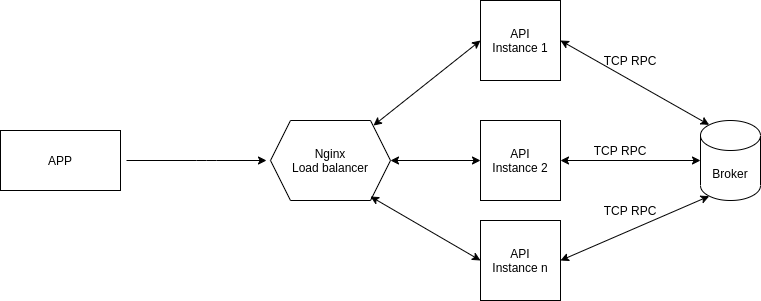 API
Instance 1
TCP RPC
APP
Nginx
Load balancer
API
Instance 2
TCP RPC
Broker
TCP RPC
API
Instance n